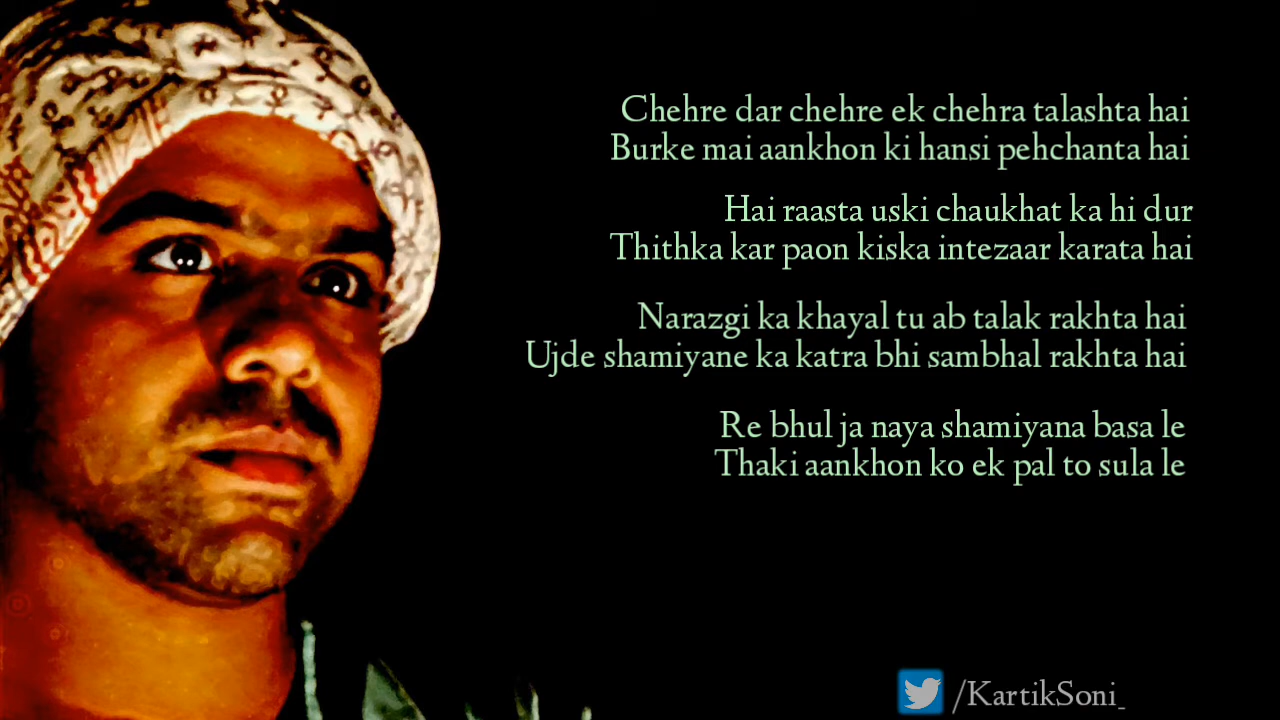 Chehre dar chehre ek chehra talashta hai
Burke mai aankhon ki hansi pehchanta hai
Hai raasta uski chaukhat ka hi dur
Thithka kar paon kiska intezaar karata hai
Narazgi ka khayal tu ab talak rakhta hai
Ujde shamiyane ka katra bhi sambhal rakhta hai
Re bhul ja naya shamiyana basa le
Thaki aankhon ko ek pal to sula le
/KartikSoni_